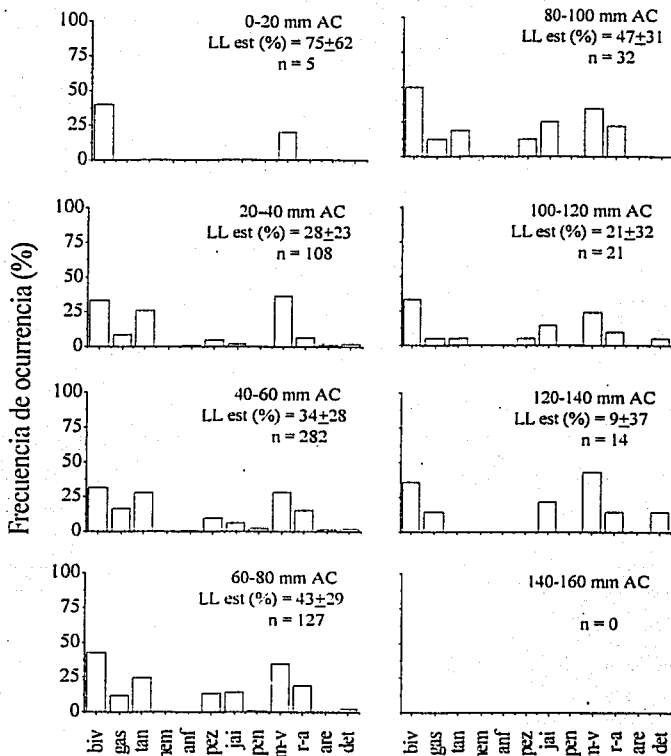 Frecuencia de ocurrencia (%)
0-20 mm AC
LL est (%) = 75±62
n = 5
100
75
50
25
0
20-40 mm AC
LL est (%) = 28±23
n = 108
100
75
50
25
0
40-60 mm AC
LL est (%) = 34±28
n = 282
100
75
50
25
0
60-80 mm AC
LL est (%) = 43±29
n = 127
100
75
50
25
0
biv gas tan anf pez jai pen m-v r-a are det
80-100 mm AC
LL est (%) = 47±31
n = 32
100-120 mm AC
LL est (%) = 21±32
n = 21
120-140 mm AC
LL est (%) = 9±37
n = 14
140-160 mm AC
n = 0
biv gas tan anf pez jai pen m-v r-a are det